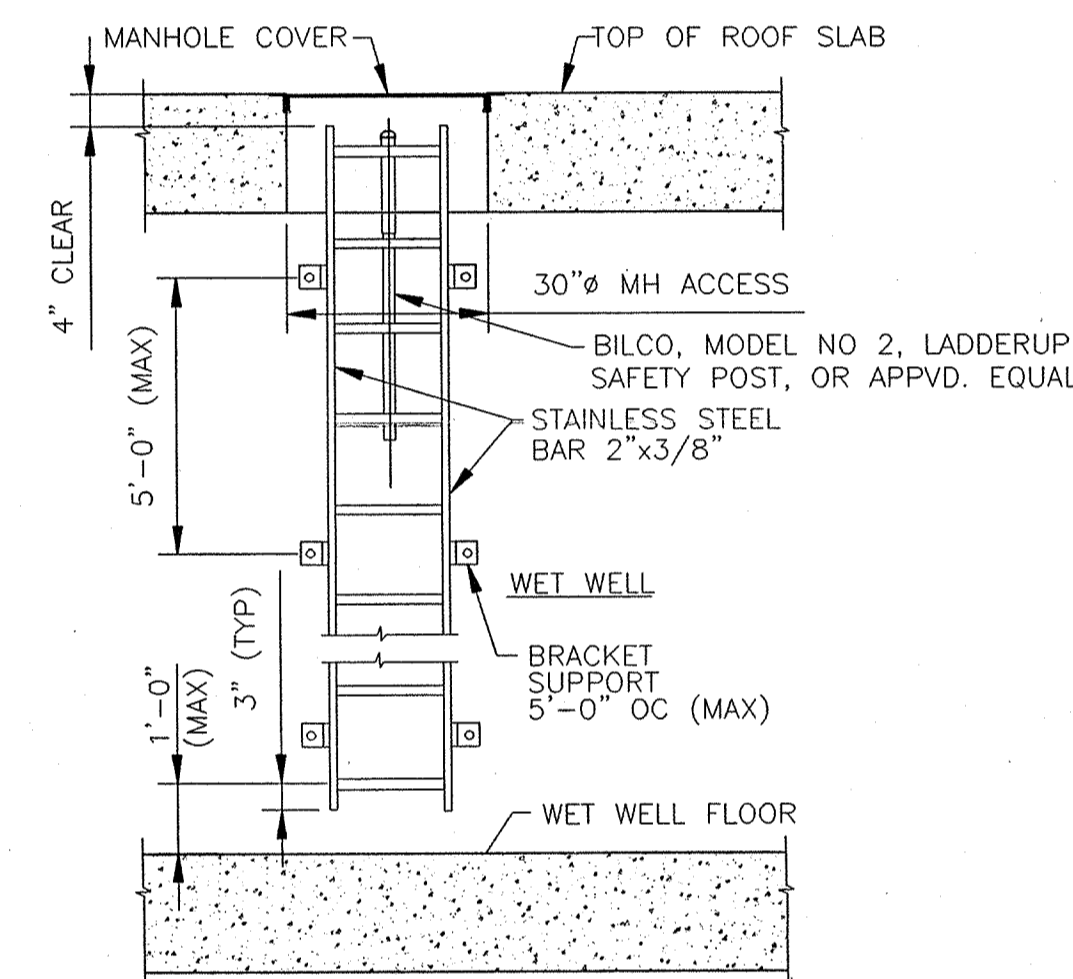 MANHOLE COVER
TOP OF ROOF SLAB
4" CLEAR
30"ø MH ACCESS
5'-0" (MAX)
BILCO, MODEL NO 2, LADDERUP
SAFETY POST, OR APPVD. EQUAL
STAINLESS STEEL
BAR 2"x3/8"
WET WELL
BRACKET
SUPPORT
5'-0" OC (MAX)
3" (TYP)
1'-0"
(MAX)
WET WELL FLOOR